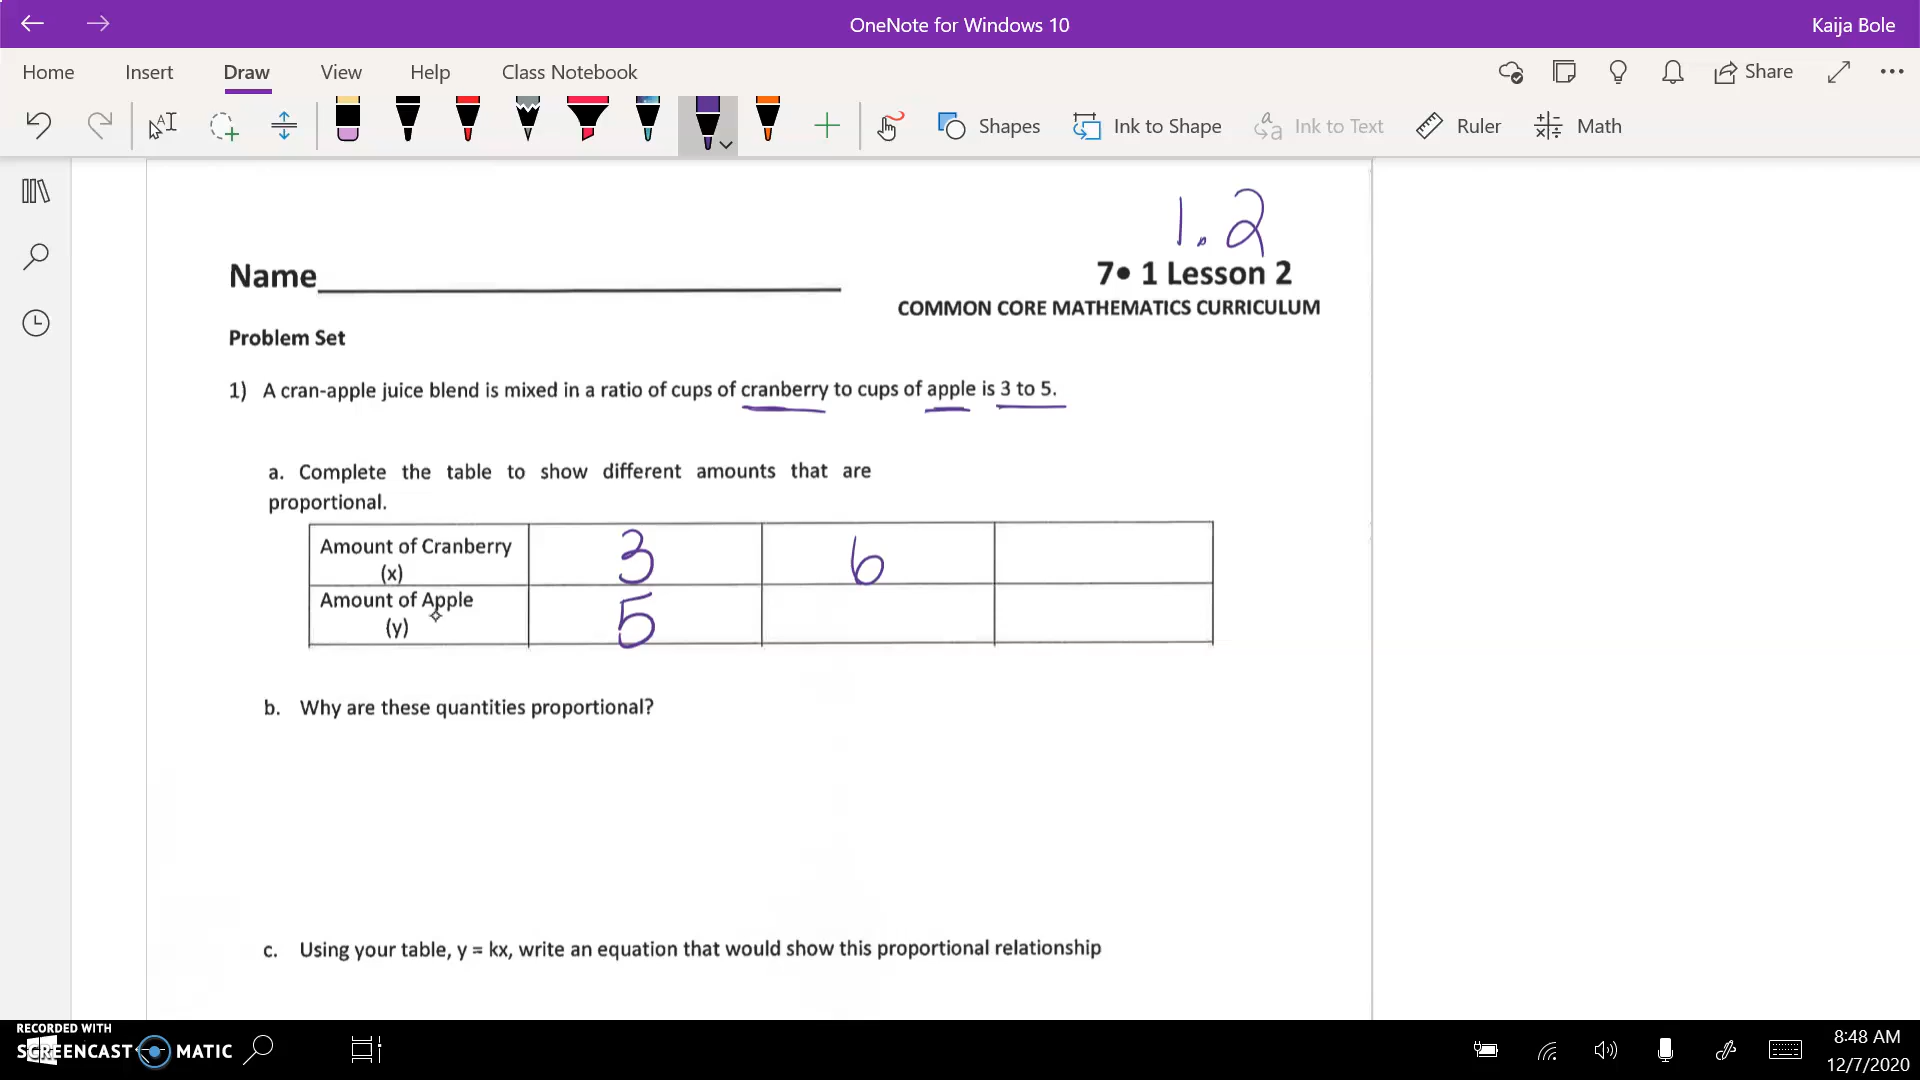 OneNote for Windows 10
Kaija Bole
Home Insert Draw View Help Class Notebook Share
Shapes Ink to Shape Ink to Text Ruler Math
1.2
Name
7• 1 Lesson 2
COMMON CORE MATHEMATICS CURRICULUM
Problem Set
1) A cran-apple juice blend is mixed in a ratio of cups of cranberry to cups of apple is 3 to 5.
a. Complete the table to show different amounts that are
proportional.
Amount of Cranberry 3 6
(x)
Amount of Apple 5
(y)
b. Why are these quantities proportional?
c. Using your table, y = kx, write an equation that would show this proportional relationship
RECORDED WITH
SCREENCAST MATIC
8:48 AM
12/7/2020